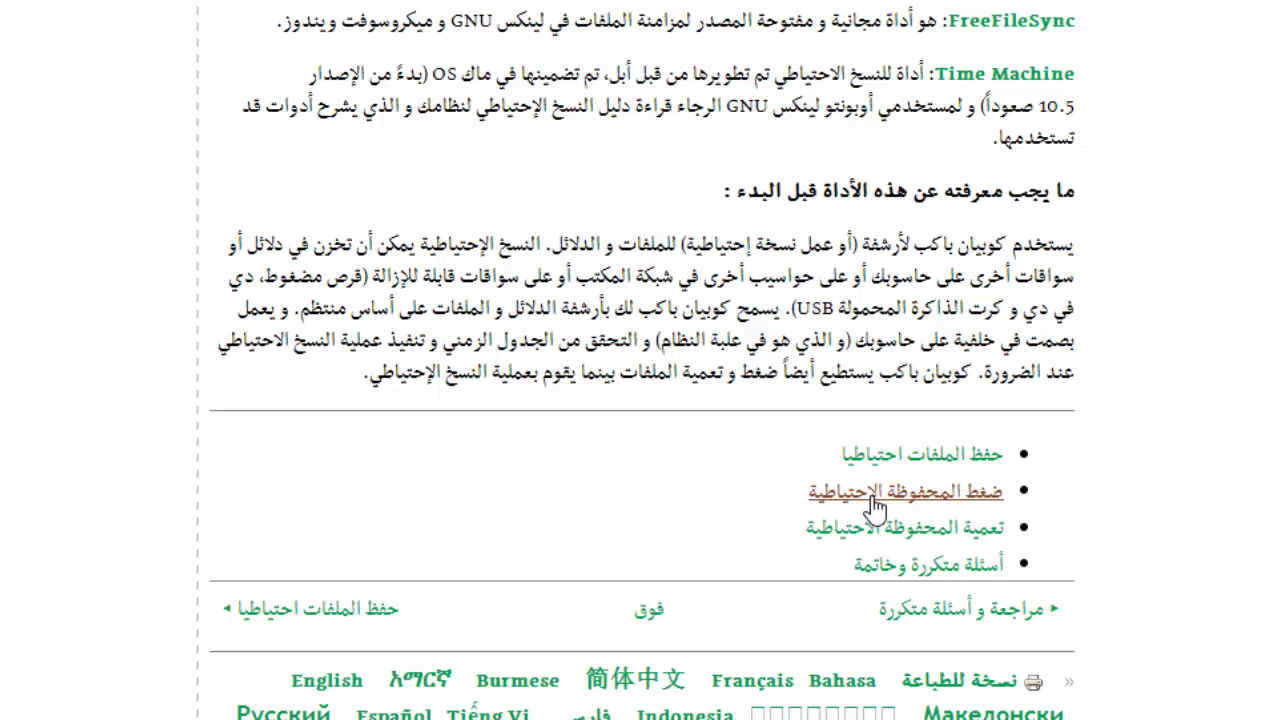 FreeFileSync: هو أداة مجانية و مفتوحة المصدر لمزامنة الملفات في لينكس GNU و ميكروسوفت ويندوز.
Time Machine: أداة للنسخ الاحتياطي تم تطويرها من قبل أبل، تم تضمينها في ماك OS (بدءً من الإصدار
10.5 صعوداً) و لمستخدمي أوبونتو لينكس GNU الرجاء قراءة دليل النسخ الإحتياطي لنظامك و الذي يشرح أدوات قد
تستخدمها.
ما يجب معرفته عن هذه الأداة قبل البدء :
يستخدم كوبيان باكب لأرشفة (أو عمل نسخة إحتياطية) للملفات و الدلائل. النسخ الإحتياطية يمكن أن تخزن في دلائل أو
سواقات أخرى على حاسوبك أو على حواسيب أخرى في شبكة المكتب أو على سواقات قابلة للإزالة (قرص مضغوط، دي
في دي و كرت الذاكرة المحمولة USB). يسمح كوبيان باكب لك بأرشفة الدلائل و الملفات على أساس منتظم. و يعمل
بصمت في خلفية على حاسوبك (و الذي هو في علبة النظام) و التحقق من الجدول الزمني و تنفيذ عملية النسخ الاحتياطي
عند الضرورة. كوبيان باكب يستطيع أيضاً ضغط و تعمية الملفات بينما يقوم بعملية النسخ الإحتياطي.
• حفظ الملفات احتياطيا
• ضغط المحفوظة الاحتياطية
• تعمية المحفوظة الاحتياطية
• أسئلة متكررة وخاتمة
‣ مراجعة و أسئلة متكررة فوق حفظ الملفات احتياطيا ‣
» نسخة للطباعة Bahasa Français 简体中文 Burmese አማርኛ English
Македонски Indonesia فارسی Tiếng Vi Español Русский